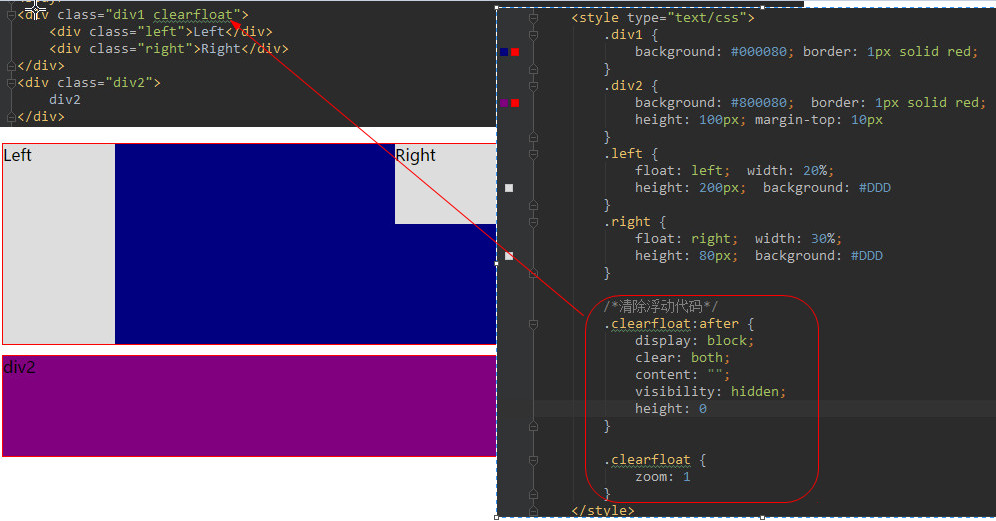 <div class="div1 clearfloat">
<div class="left">Left</div>
<div class="right">Right</div>
</div>
<div class="div2">
div2
</div>
Left
Right
div2
<style type="text/css">
.div1 {
background: #000080; border: 1px solid red;
}
.div2 {
background: #800080; border: 1px solid red;
height: 100px; margin-top: 10px
}
.left {
float: left; width: 20%;
height: 200px; background: #DDD
}
.right {
float: right; width: 30%;
height: 80px; background: #DDD
}
/*清除浮动代码*/
.clearfloat:after {
display: block;
clear: both;
content: "";
visibility: hidden;
height: 0
}
.clearfloat {
zoom: 1
}
</style>